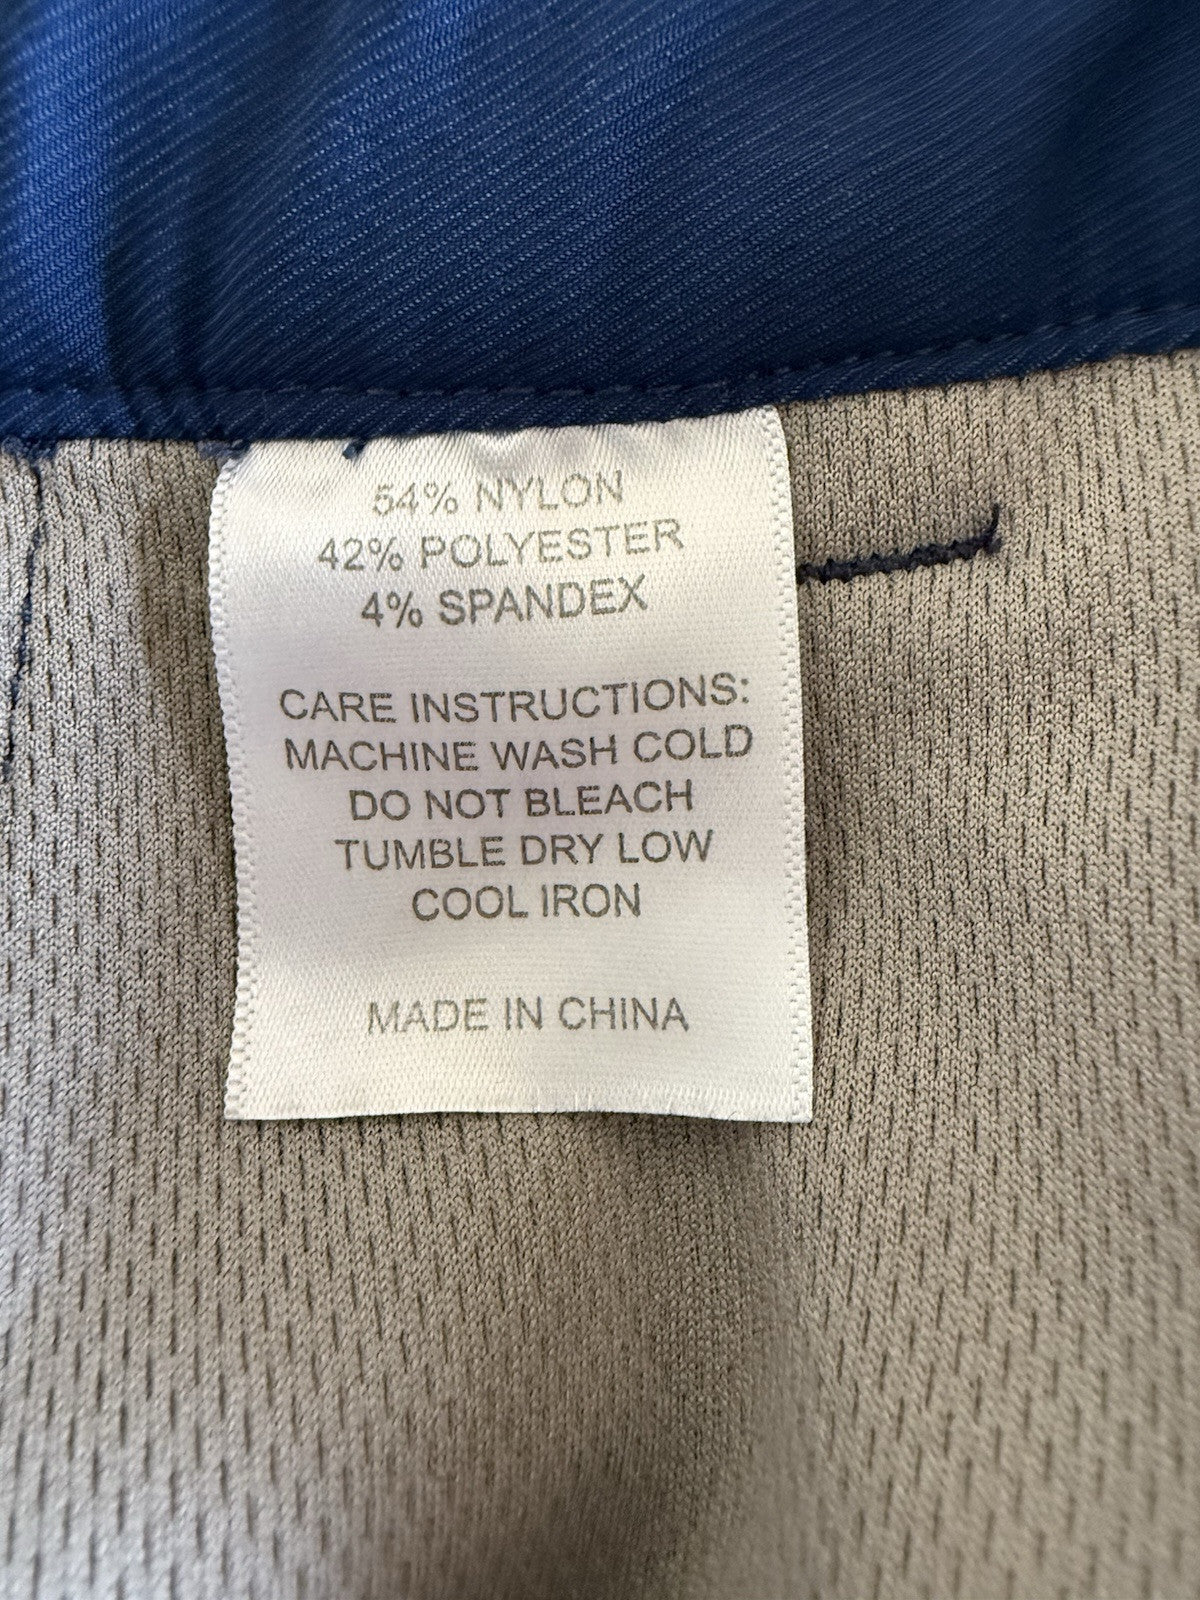 54% NYLON
42% POLYESTER
4% SPANDEX
CARE INSTRUCTIONS:
MACHINE WASH COLD
DO NOT BLEACH
TUMBLE DRY LOW
COOL IRON
MADE IN CHINA